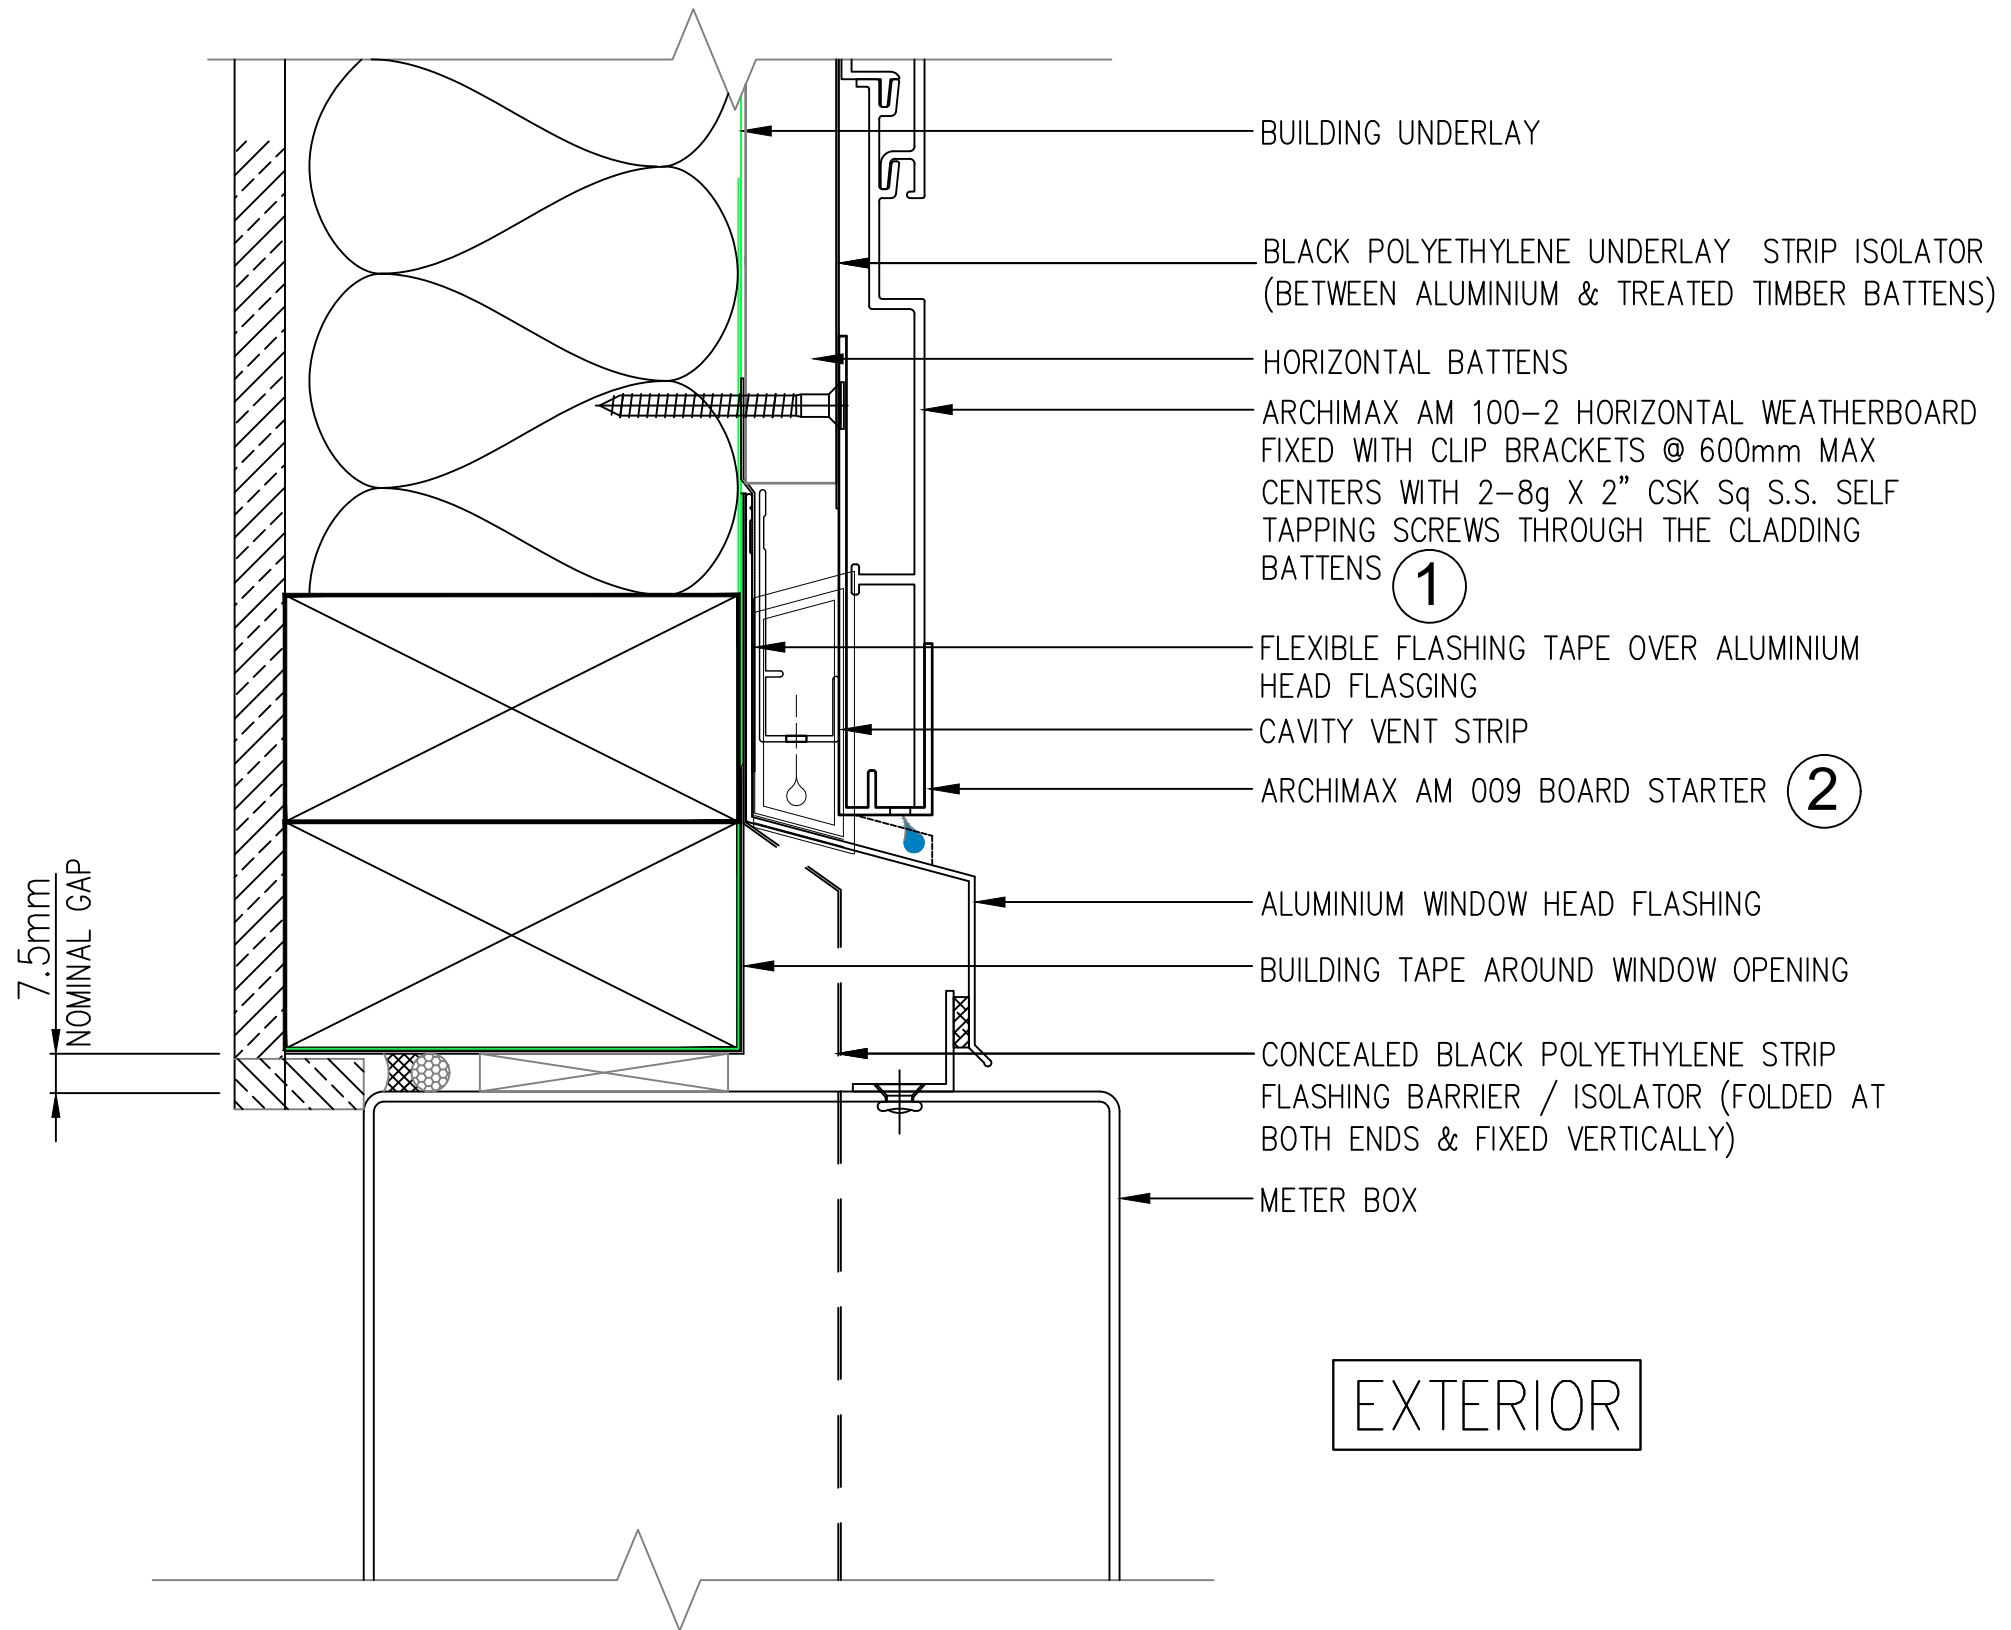 BUILDING UNDERLAY
BLACK POLYETHYLENE UNDERLAY STRIP ISOLATOR
(BETWEEN ALUMINIUM & TREATED TIMBER BATTENS)
HORIZONTAL BATTENS
ARCHIMAX AM 100-2 HORIZONTAL WEATHERBOARD
FIXED WITH CLIP BRACKETS @ 600mm MAX
CENTERS WITH 2-8g X 2" CSK Sq S.S. SELF
TAPPING SCREWS THROUGH THE CLADDING
BATTENS 1
FLEXIBLE FLASHING TAPE OVER ALUMINIUM
HEAD FLASGING
CAVITY VENT STRIP
ARCHIMAX AM 009 BOARD STARTER 2
7.5mm
NOMINAL GAP
ALUMINIUM WINDOW HEAD FLASHING
BUILDING TAPE AROUND WINDOW OPENING
CONCEALED BLACK POLYETHYLENE STRIP
FLASHING BARRIER / ISOLATOR (FOLDED AT
BOTH ENDS & FIXED VERTICALLY)
METER BOX
EXTERIOR